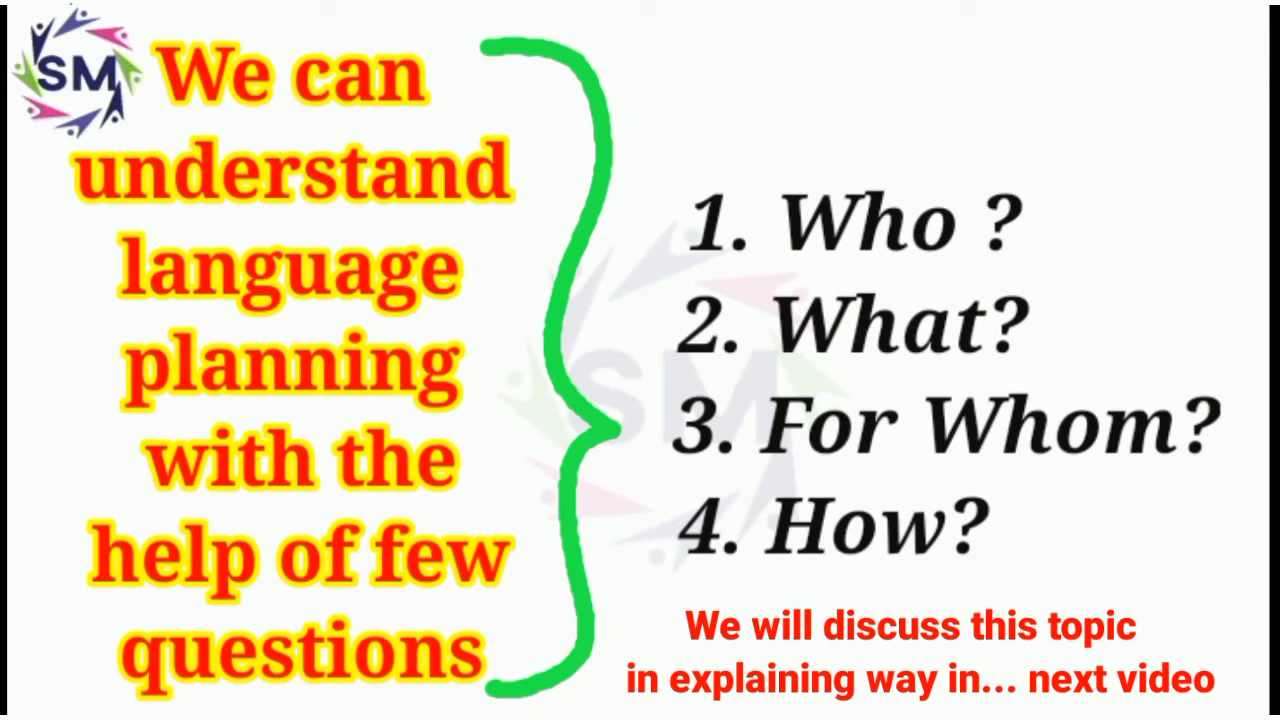 SM
We can
understand
language
planning
with the
help of few
questions
1. Who ?
2. What?
3. For Whom?
4. How?
SM
We will discuss this topic
in explaining way in... next video